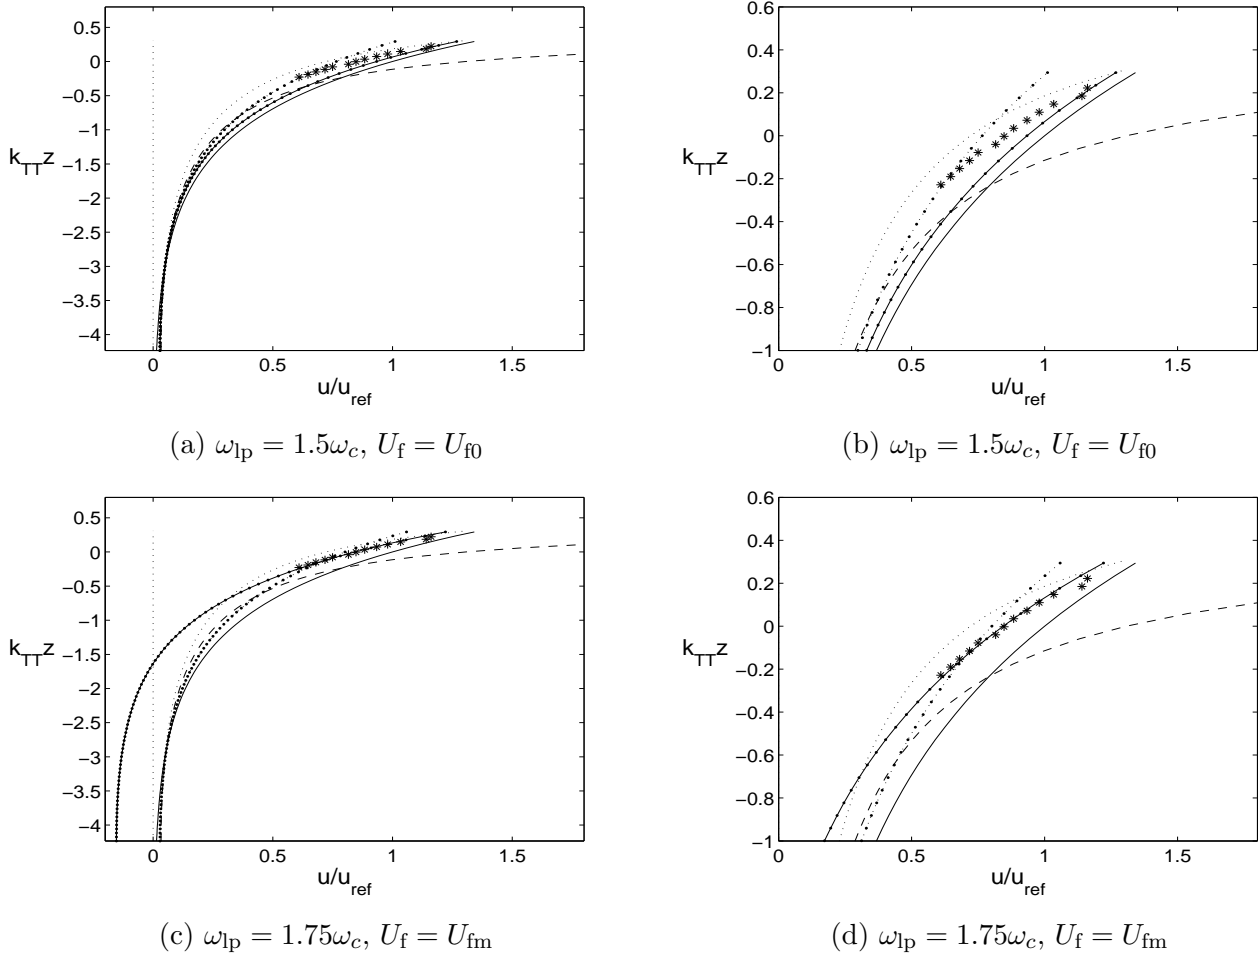 0.5
0
−0.5
−1
−1.5
−2
−2.5
−3
−3.5
−4
k_TT z
0 0.5 1 1.5
u/u_ref
(a) ω_lp = 1.5ω_c, U_f = U_f0
0.6
0.4
0.2
0
−0.2
−0.4
−0.6
−0.8
−1
k_TT z
0 0.5 1 1.5
u/u_ref
(b) ω_lp = 1.5ω_c, U_f = U_f0
0.5
0
−0.5
−1
−1.5
−2
−2.5
−3
−3.5
−4
k_TT z
0 0.5 1 1.5
u/u_ref
(c) ω_lp = 1.75ω_c, U_f = U_fm
0.6
0.4
0.2
0
−0.2
−0.4
−0.6
−0.8
−1
k_TT z
0 0.5 1 1.5
u/u_ref
(d) ω_lp = 1.75ω_c, U_f = U_fm